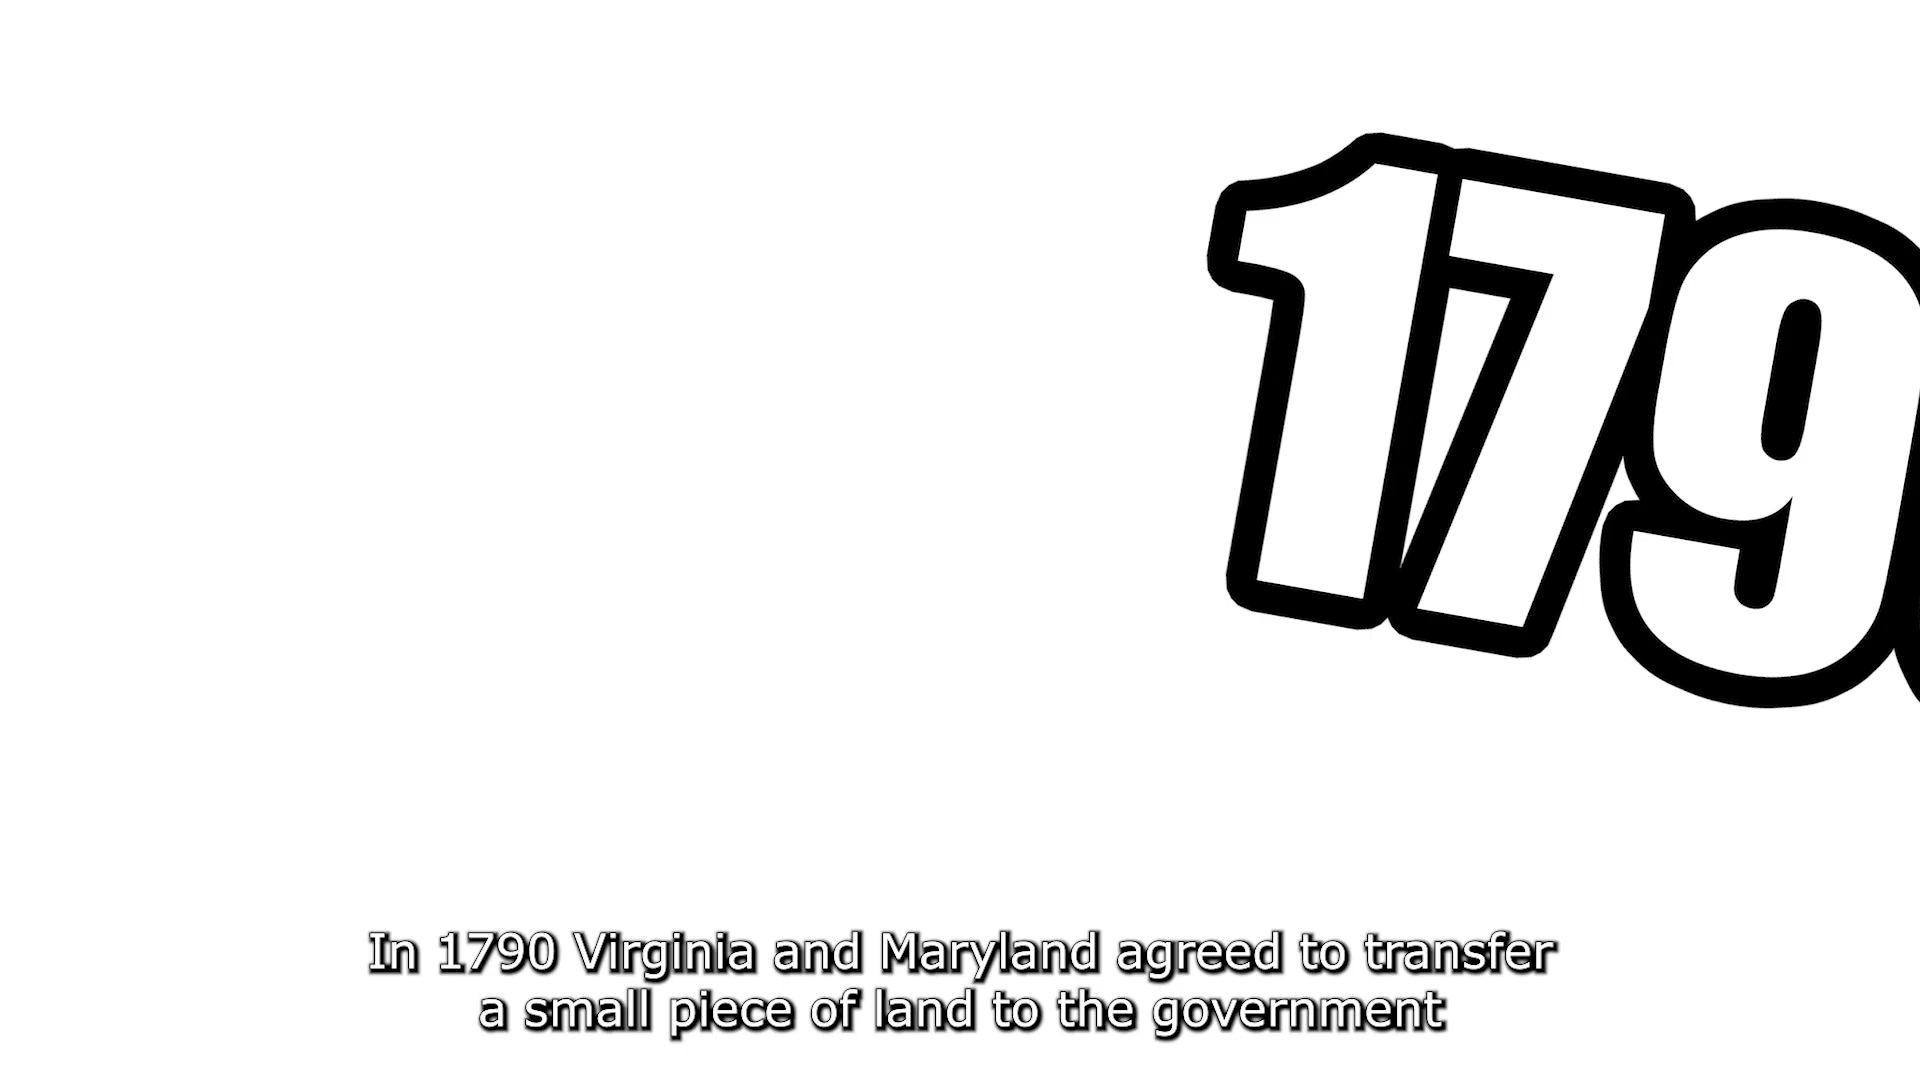 179
In 1790 Virginia and Maryland agreed to transfer
a small piece of land to the government